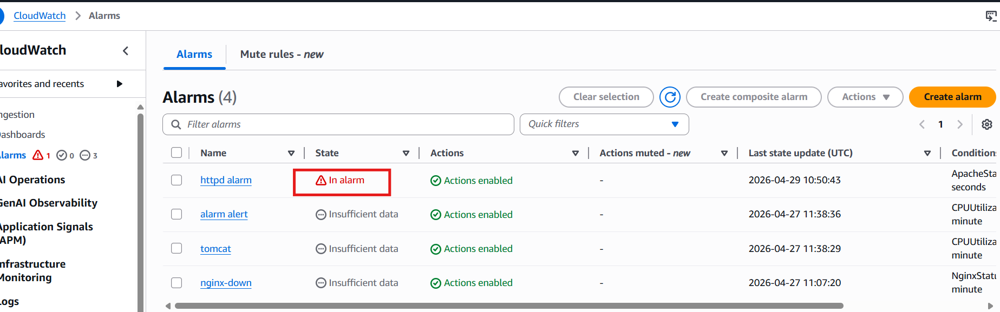 CloudWatch > Alarms
loudWatch
avorites and recents
ngestion
ashboards
larms 1 0 3
AI Operations
GenAI Observability
Application Signals
(APM)
Infrastructure
Monitoring
Logs
Alarms
Mute rules - new
Alarms (4)
Clear selection
Create composite alarm
Actions
Create alarm
Filter alarms
Quick filters
1
Name State Actions Actions muted - new Last state update (UTC) Conditions
httpd alarm In alarm Actions enabled - 2026-04-29 10:50:43 ApacheSta
seconds
alarm alert Insufficient data Actions enabled - 2026-04-27 11:38:36 CPUUtiliza
minute
tomcat Insufficient data Actions enabled - 2026-04-27 11:38:29 CPUUtiliza
minute
nginx-down Insufficient data Actions enabled - 2026-04-27 11:07:20 NginxStatu
minute